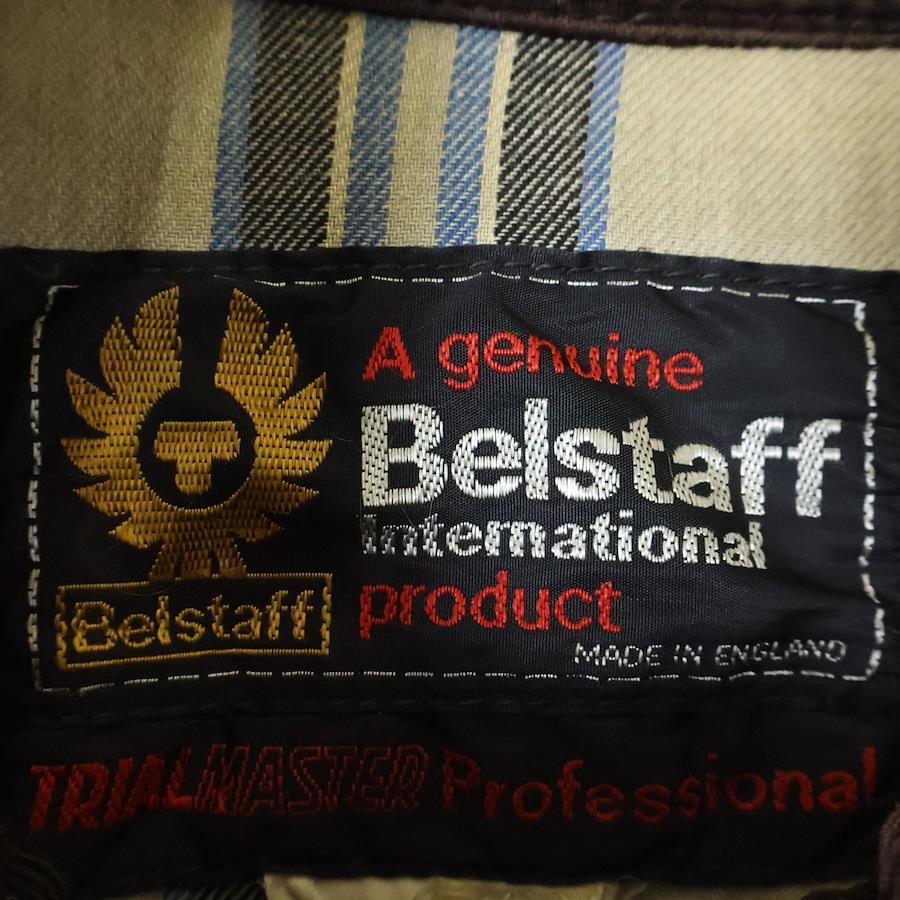 A genuine
Belstaff
International
product
MADE IN ENGLAND
Belstaff
TRIALMASTER Professional